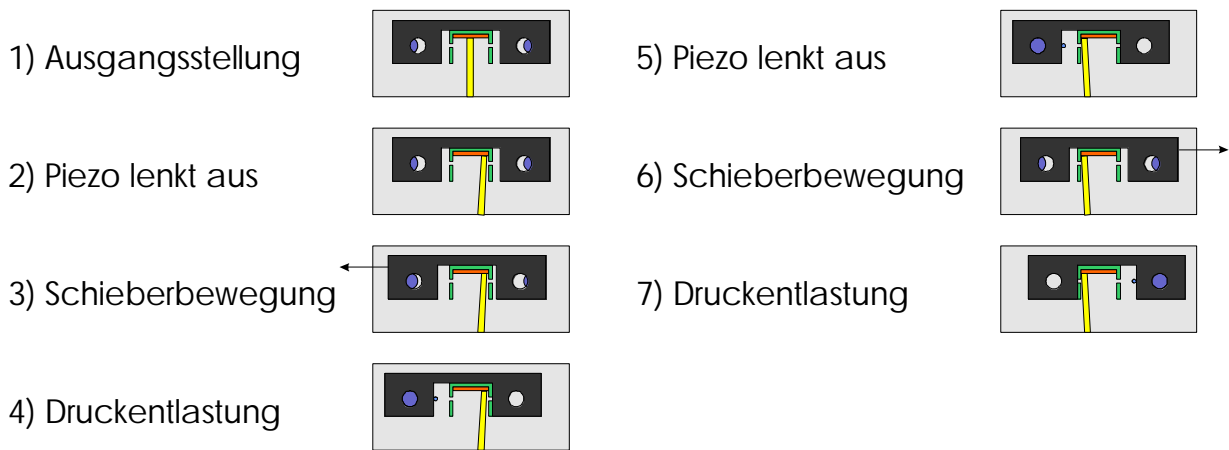 1) Ausgangsstellung
2) Piezo lenkt aus
3) Schieberbewegung
4) Druckentlastung
5) Piezo lenkt aus
6) Schieberbewegung
7) Druckentlastung